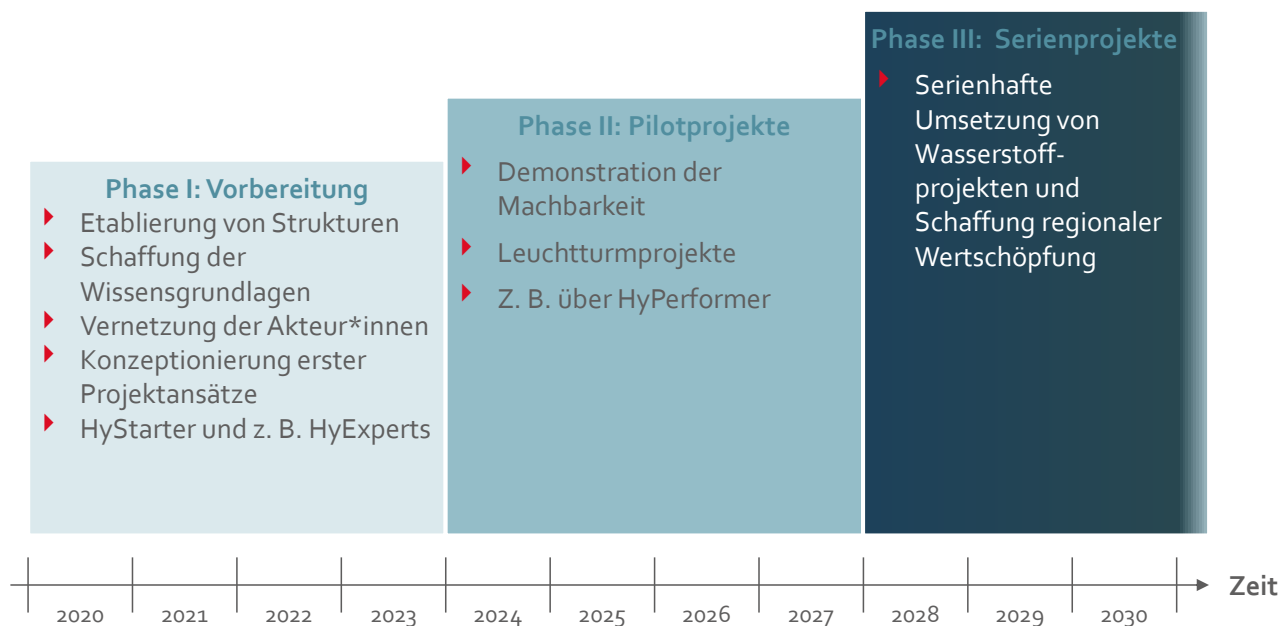 Phase I: Vorbereitung
Etablierung von Strukturen
Schaffung der
Wissensgrundlagen
Vernetzung der Akteur*innen
Konzeptionierung erster
Projektansätze
HyStarter und z. B. HyExperts
Phase II: Pilotprojekte
Demonstration der
Machbarkeit
Leuchtturmprojekte
Z. B. über HyPerformer
Phase III: Serienprojekte
Serienhafte
Umsetzung von
Wasserstoff-
projekten und
Schaffung regionaler
Wertschöpfung
2020 2021 2022 2023 2024 2025 2026 2027 2028 2029 2030 Zeit